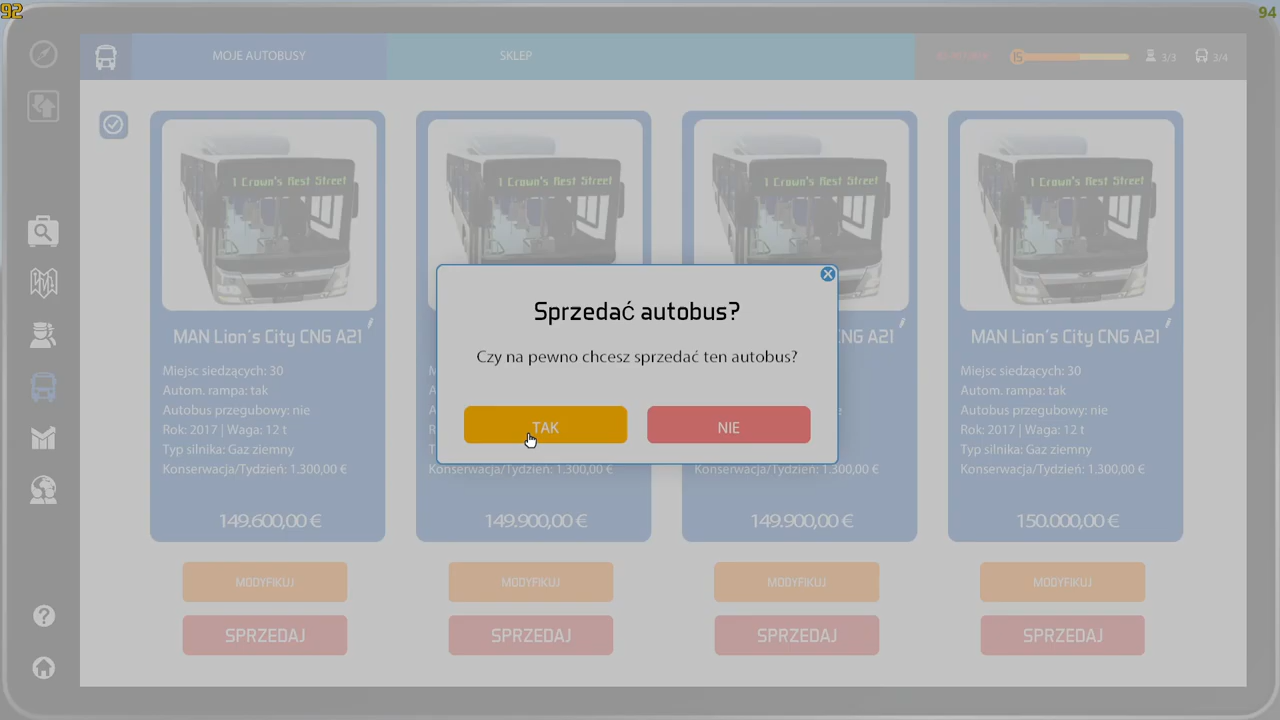 92
94
MOJE AUTOBUSY
SKLEP
15
3/3
3/4
1 Crown's Nest Street
1 Crown's Nest Street
1 Crown's Nest Street
1 Crown's Nest Street
Sprzedać autobus?
Czy na pewno chcesz sprzedać ten autobus?
TAK
NIE
MAN Lion´s City CNG A21
Miejsc siedzących: 30
Autom. rampa: tak
Autobus przegubowy: nie
Rok: 2017 | Waga: 12 t
Typ silnika: Gaz ziemny
Konserwacja/Tydzień: 1.300,00 €
149.600,00 €
M
M
A
A
R
T
Konserwacja/Tydzień: 1.300,00 €
149.900,00 €
CNG A21
Konserwacja/Tydzień: 1.300,00 €
149.900,00 €
MAN Lion´s City CNG A21
Miejsc siedzących: 30
Autom. rampa: tak
Autobus przegubowy: nie
Rok: 2017 | Waga: 12 t
Typ silnika: Gaz ziemny
Konserwacja/Tydzień: 1.300,00 €
150.000,00 €
MODYFIKUJ
MODYFIKUJ
MODYFIKUJ
MODYFIKUJ
SPRZEDAJ
SPRZEDAJ
SPRZEDAJ
SPRZEDAJ